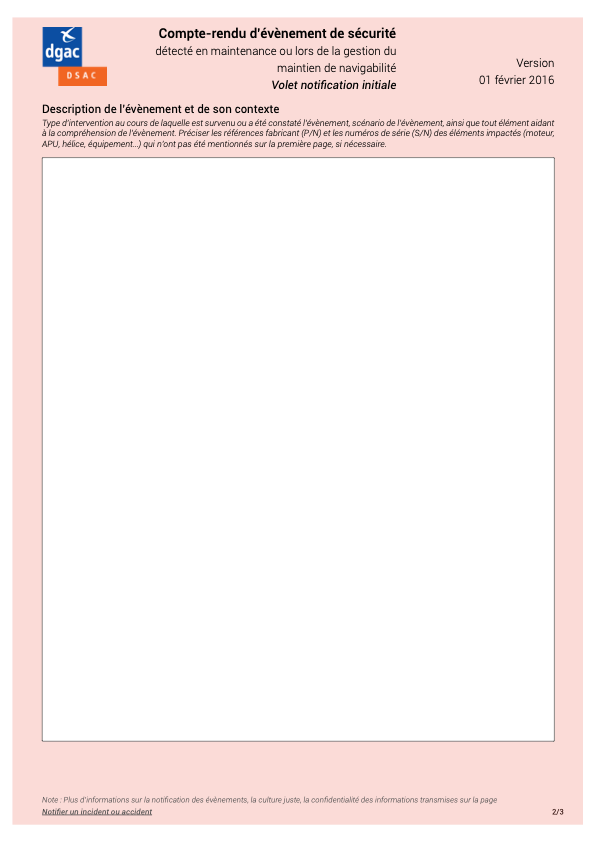 dgac
DSAC
Compte-rendu d'évènement de sécurité
détecté en maintenance ou lors de la gestion du
maintien de navigabilité
Volet notification initiale
Version
01 février 2016
Description de l'évènement et de son contexte
Type d'intervention au cours de laquelle est survenu ou a été constaté l'évènement, scénario de l'évènement, ainsi que tout élément aidant
à la compréhension de l'évènement. Préciser les références fabricant (P/N) et les numéros de série (S/N) des éléments impactés (moteur,
APU, hélice, équipement...) qui n'ont pas été mentionnés sur la première page, si nécessaire.
Note : Plus d'informations sur la notification des évènements, la culture juste, la confidentialité des informations transmises sur la page
Notifier un incident ou accident
2/3